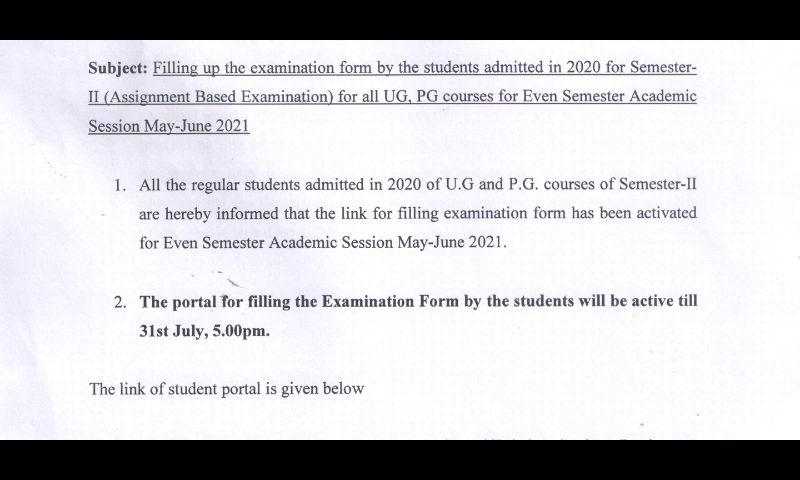 Subject: Filling up the examination form by the students admitted in 2020 for Semester-
II (Assignment Based Examination) for all UG, PG courses for Even Semester Academic
Session May-June 2021
1. All the regular students admitted in 2020 of U.G and P.G. courses of Semester-II
are hereby informed that the link for filling examination form has been activated
for Even Semester Academic Session May-June 2021.
2. The portal for filling the Examination Form by the students will be active till
31st July, 5.00pm.
The link of student portal is given below